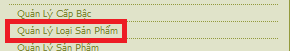 Quản Lý Cấp Bậc
Quản Lý Loại Sản Phẩm
Quản Lý Sản Phẩm